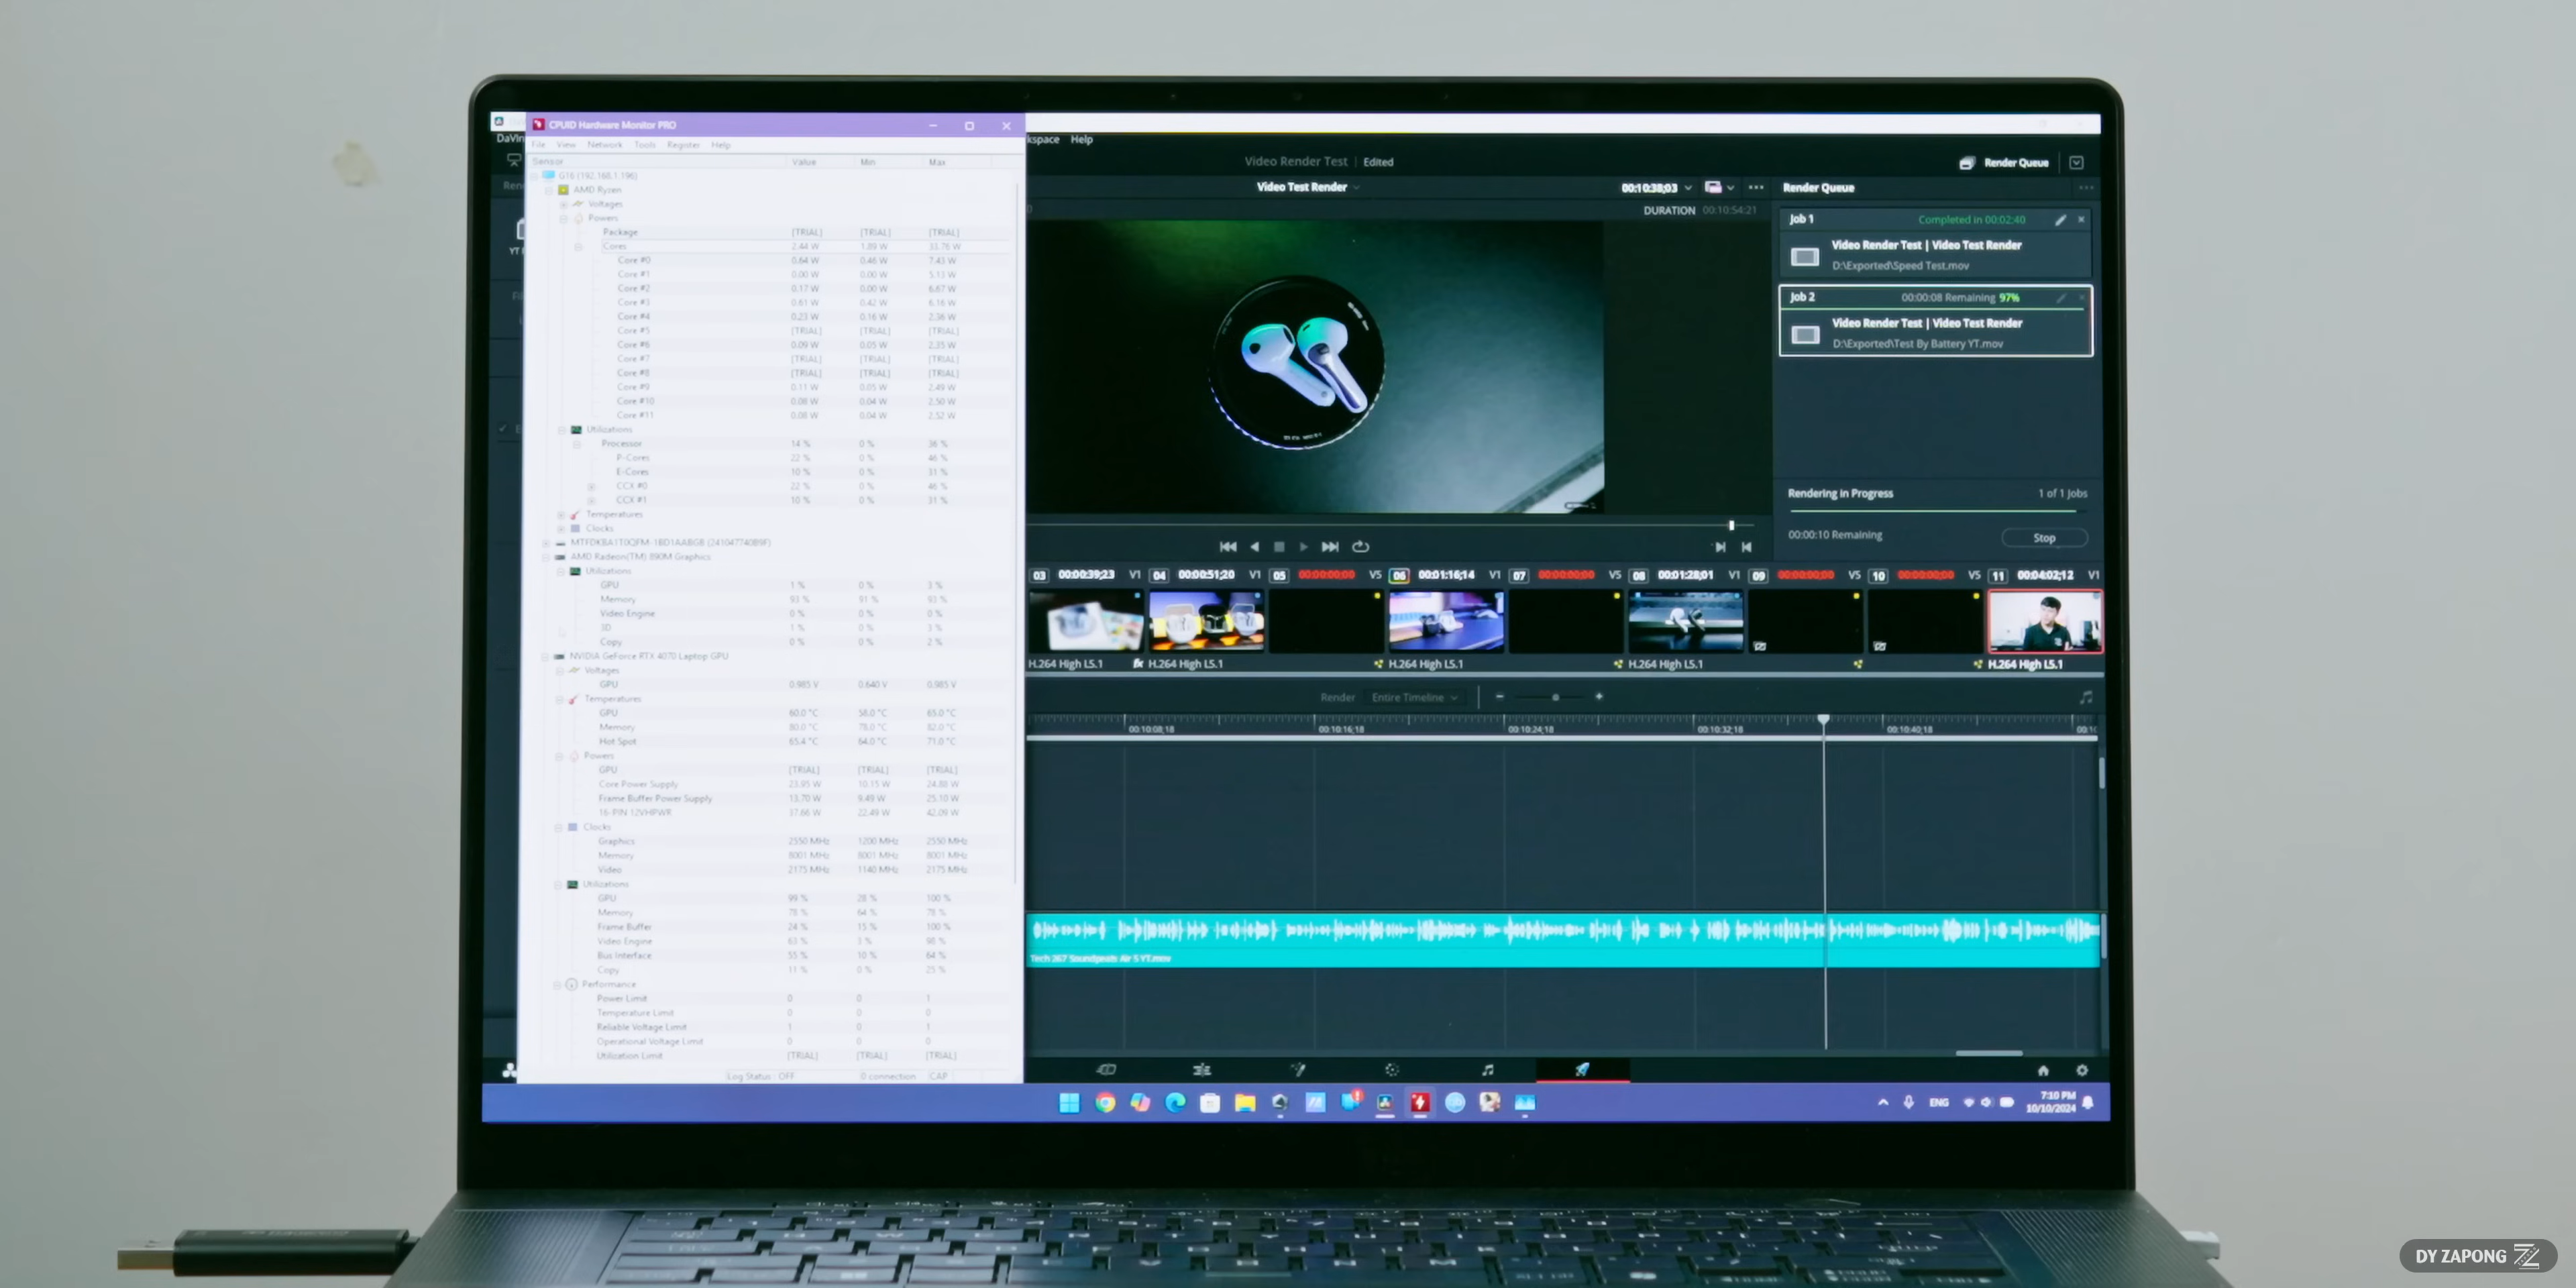 CPUID Hardware Monitor PRO
File View Network Tools Register Help
Sensor Value Min Max
G16 (192.168.1.196)
AMD Ryzen
Voltages
Powers
Package [TRIAL] [TRIAL] [TRIAL]
Cores 2.44 W 1.89 W 33.76 W
Core #0 0.64 W 0.46 W 7.43 W
Core #1 0.00 W 0.00 W 5.13 W
Core #2 0.17 W 0.00 W 6.67 W
Core #3 0.61 W 0.42 W 6.16 W
Core #4 0.23 W 0.16 W 2.36 W
Core #5 [TRIAL] [TRIAL] [TRIAL]
Core #6 0.09 W 0.05 W 2.35 W
Core #7 [TRIAL] [TRIAL] [TRIAL]
Core #8 [TRIAL] [TRIAL] [TRIAL]
Core #9 0.11 W 0.05 W 2.49 W
Core #10 0.08 W 0.04 W 2.50 W
Core #11 0.08 W 0.04 W 2.52 W
Utilizations
Processor 14 % 0 % 36 %
P-Cores 22 % 0 % 46 %
E-Cores 10 % 0 % 31 %
CCX #0 22 % 0 % 46 %
CCX #1 10 % 0 % 31 %
Temperatures
Clocks
AMD Radeon(TM) 890M Graphics
Utilizations
GPU 1 % 0 % 3 %
Memory 93 % 91 % 93 %
Video Engine 0 % 0 % 0 %
3D 1 % 0 % 3 %
Copy 0 % 0 % 2 %
NVIDIA GeForce RTX 4070 Laptop GPU
Voltages
GPU 0.985 V 0.640 V 0.985 V
Temperatures
GPU 60.0 °C 58.0 °C 65.0 °C
Memory 80.0 °C 78.0 °C 82.0 °C
Hot Spot 65.4 °C 64.0 °C 71.0 °C
Powers
GPU [TRIAL] [TRIAL] [TRIAL]
Core Power Supply 23.95 W 10.15 W 24.88 W
Frame Buffer Power Supply 13.70 W 9.49 W 25.10 W
16-PIN 12VHPWR 37.66 W 22.49 W 42.09 W
Clocks
Graphics 2550 MHz 1200 MHz 2550 MHz
Memory 8001 MHz 8001 MHz 8001 MHz
Video 2175 MHz 1140 MHz 2175 MHz
Utilizations
GPU 99 % 28 % 100 %
Memory 78 % 64 % 78 %
Frame Buffer 24 % 15 % 100 %
Video Engine 63 % 3 % 98 %
Bus Interface 55 % 10 % 64 %
Copy 11 % 0 % 25 %
Performance
Power Limit 0 0 1
Temperature Limit 0 0 0
Reliable Voltage Limit 1 0 1
Operational Voltage Limit 0 0 0
Utilization Limit [TRIAL] [TRIAL] [TRIAL]
Log Status : OFF 0 connection CAP
DaVin
kspace Help
Video Render Test | Edited
Render Queue
Video Test Render 00:10:38;03
DURATION 00:10:54;21
Render Queue
Job 1 Completed in 00:02:40
Video Render Test | Video Test Render
D:\Exported\Speed Test.mov
Job 2 00:00:08 Remaining 97%
Video Render Test | Video Test Render
D:\Exported\Test By Battery YT.mov
Rendering in Progress 1 of 1 Jobs
00:00:10 Remaining Stop
03 00:00:39;23 V1 04 00:00:51;20 V1 05 00:00:00;00 V5 06 00:01:16;14 V1 07 00:00:00;00 V5 08 00:01:28;01 V1 09 00:00:00;00 V5 10 00:00:00;00 V5 11 00:04:02;12 V1
H.264 High L5.1 fx H.264 High L5.1 H.264 High L5.1 H.264 High L5.1 H.264 High L5.1
Render Entire Timeline
00:10:08;18 00:10:16;18 00:10:24;18 00:10:32;18 00:10:40;18
Tech 267 Soundpeats Air 5 YT.mov
ENG 7:10 PM
10/10/2024
DY ZAPONG